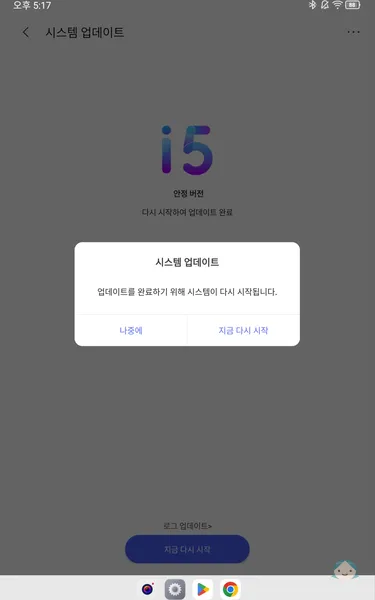 오후 5:17
88
시스템 업데이트
i5
안정 버전
다시 시작하여 업데이트 완료
시스템 업데이트
업데이트를 완료하기 위해 시스템이 다시 시작됩니다.
나중에
지금 다시 시작
로그 업데이트>
지금 다시 시작